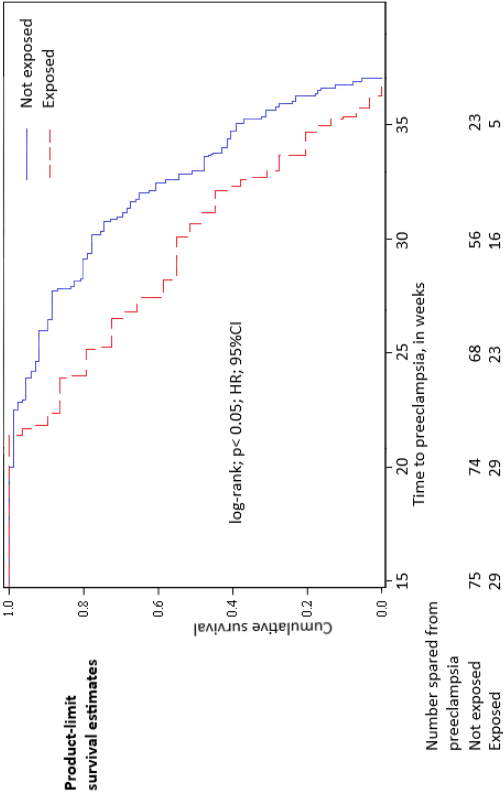 Product-limit
survival estimates
Not exposed
Exposed
Cumulative survival
1.0
0.8
0.6
0.4
0.2
0.0
log-rank; p< 0.05; HR; 95%CI
15 20 25 30 35
Time to preeclampsia, in weeks
Number spared from
preeclampsia
Not exposed 75 74 68 56 23
Exposed 29 29 23 16 5